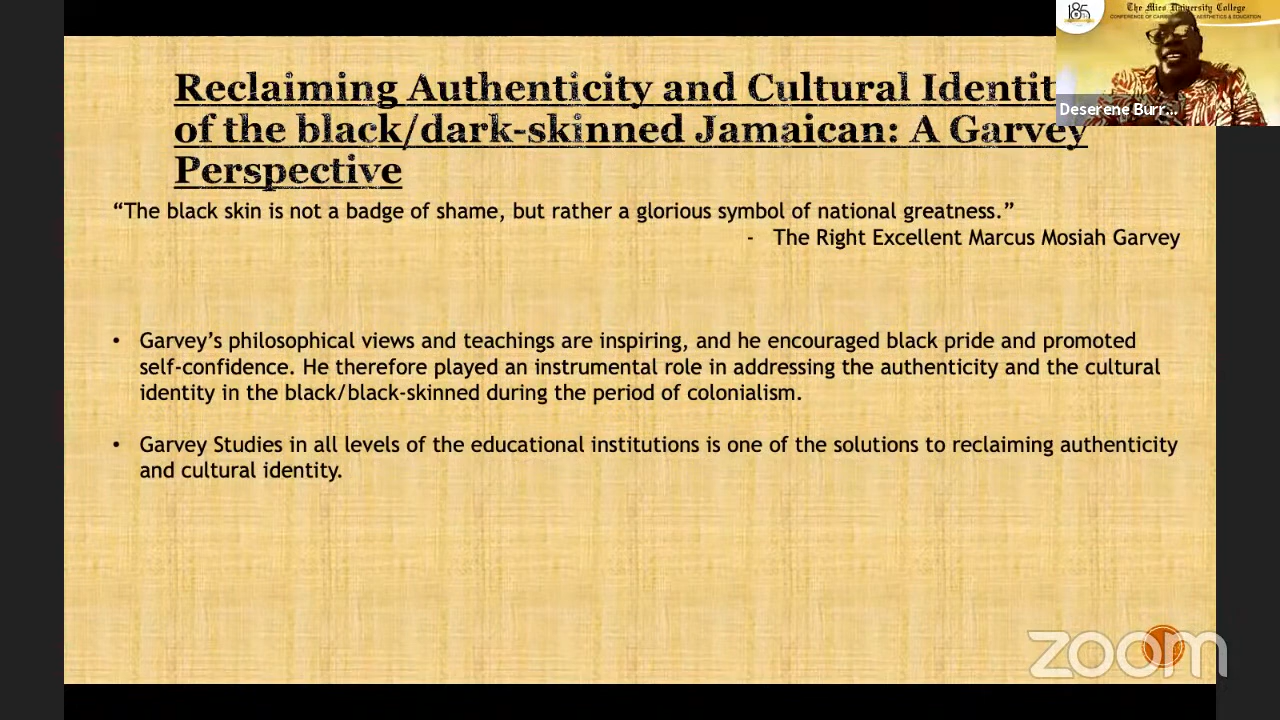 185
The Mico University College
Reclaiming Authenticity and Cultural Identit
of the black/dark-skinned Jamaican: A Garvey
Perspective
Deserene Burr...
“The black skin is not a badge of shame, but rather a glorious symbol of national greatness.”
- The Right Excellent Marcus Mosiah Garvey
• Garvey’s philosophical views and teachings are inspiring, and he encouraged black pride and promoted
self-confidence. He therefore played an instrumental role in addressing the authenticity and the cultural
identity in the black/black-skinned during the period of colonialism.
• Garvey Studies in all levels of the educational institutions is one of the solutions to reclaiming authenticity
and cultural identity.
zoom